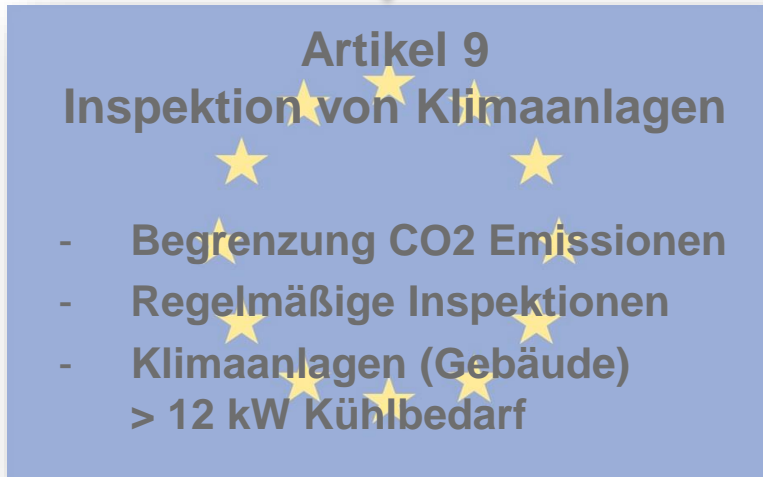 Artikel 9
Inspektion von Klimaanlagen
- Begrenzung CO2 Emissionen
- Regelmäßige Inspektionen
- Klimaanlagen (Gebäude)
> 12 kW Kühlbedarf